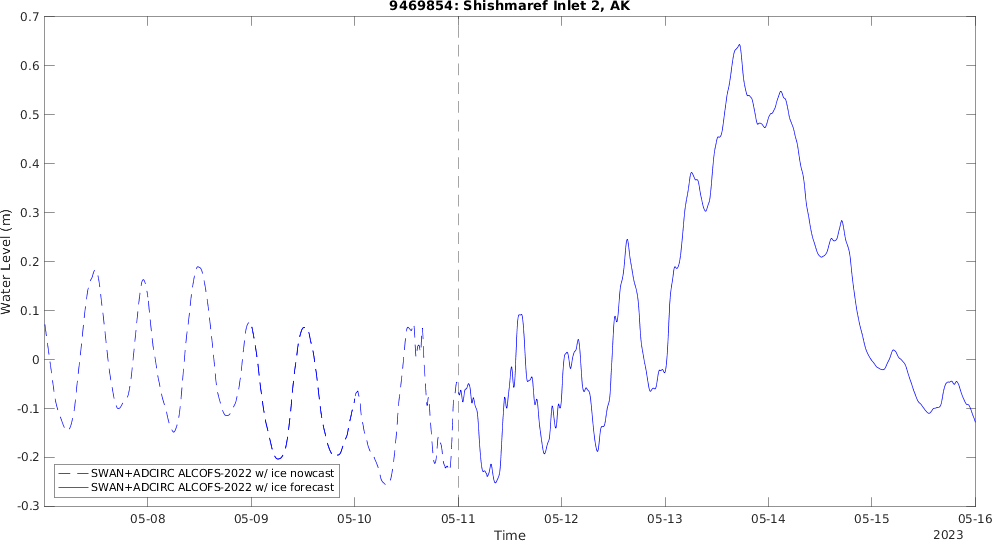 9469854: Shishmaref Inlet 2, AK
Water Level (m)
0.7
0.6
0.5
0.4
0.3
0.2
0.1
0
-0.1
-0.2
-0.3
SWAN+ADCIRC ALCOFS-2022 w/ ice nowcast
SWAN+ADCIRC ALCOFS-2022 w/ ice forecast
05-08 05-09 05-10 05-11 05-12 05-13 05-14 05-15 05-16
Time
2023